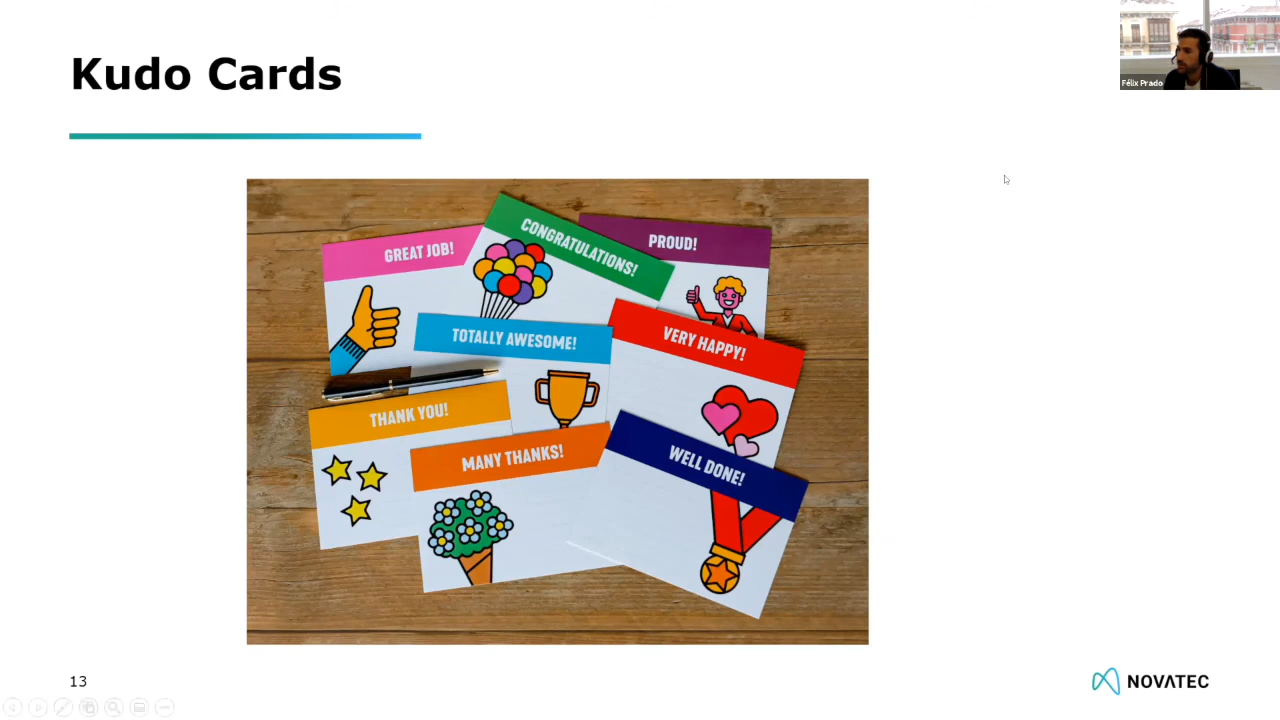 Kudo Cards
Félix Prado
GREAT JOB!
CONGRATULATIONS!
PROUD!
TOTALLY AWESOME!
VERY HAPPY!
THANK YOU!
MANY THANKS!
WELL DONE!
13
NOVATEC